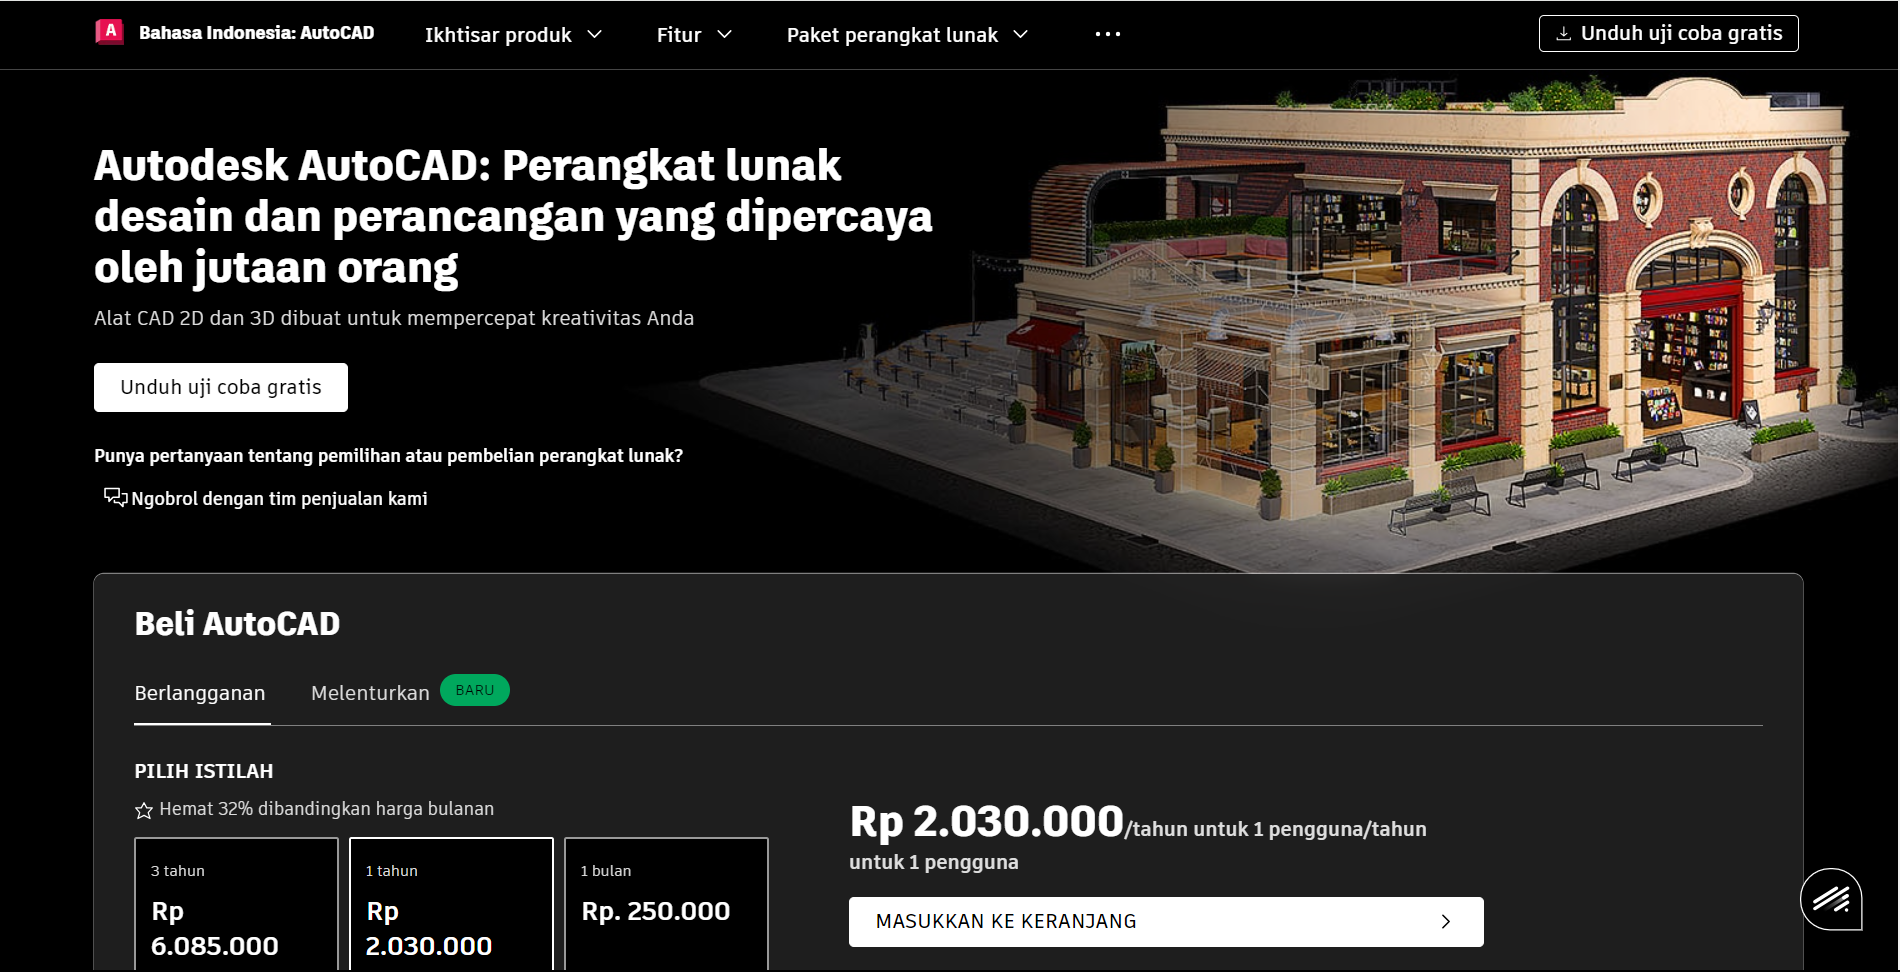 A Bahasa Indonesia: AutoCAD Ikhtisar produk Fitur Paket perangkat lunak ... Unduh uji coba gratis
Autodesk AutoCAD: Perangkat lunak
desain dan perancangan yang dipercaya
oleh jutaan orang
Alat CAD 2D dan 3D dibuat untuk mempercepat kreativitas Anda
Unduh uji coba gratis
Punya pertanyaan tentang pemilihan atau pembelian perangkat lunak?
Ngobrol dengan tim penjualan kami
Beli AutoCAD
Berlangganan Melenturkan BARU
PILIH ISTILAH
Hemat 32% dibandingkan harga bulanan
3 tahun
Rp
6.085.000
1 tahun
Rp
2.030.000
1 bulan
Rp. 250.000
Rp 2.030.000/tahun untuk 1 pengguna/tahun
untuk 1 pengguna
MASUKKAN KE KERANJANG